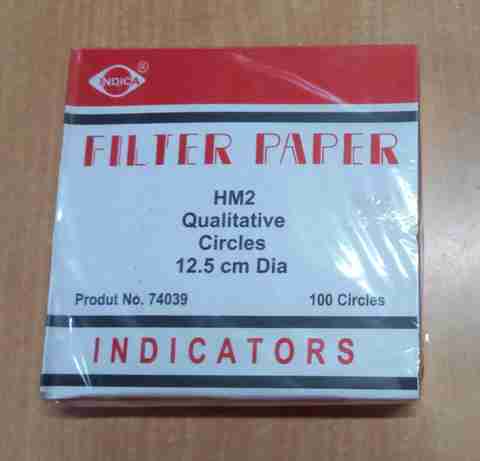 INDICA ®
FILTER PAPER
HM2
Qualitative
Circles
12.5 cm Dia
Produt No. 74039 100 Circles
INDICATORS